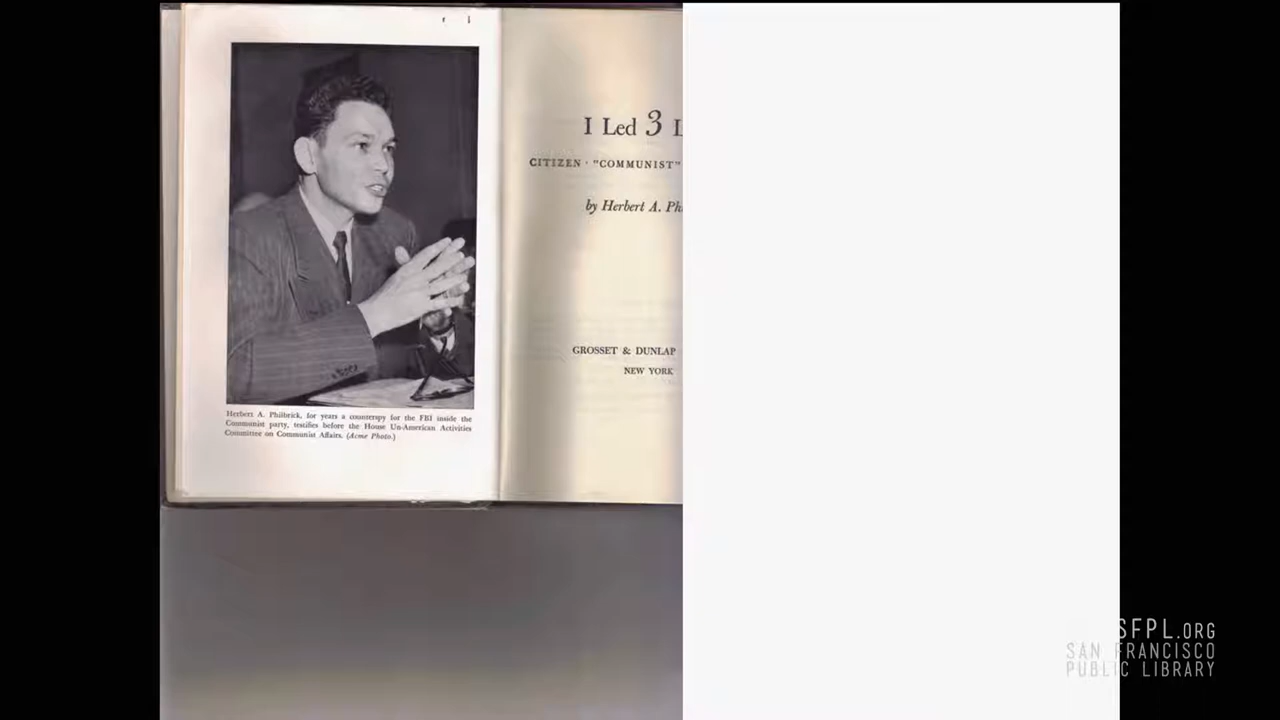 Herbert A. Philbrick, for years a counterspy for the FBI inside the
Communist party, testifies before the House Un-American Activities
Committee on Communist Affairs. (Acme Photo.)
I Led 3 L
CITIZEN · "COMMUNIST"
by Herbert A. Phi
GROSSET & DUNLAP
NEW YORK
SFPL.ORG
SAN FRANCISCO
PUBLIC LIBRARY